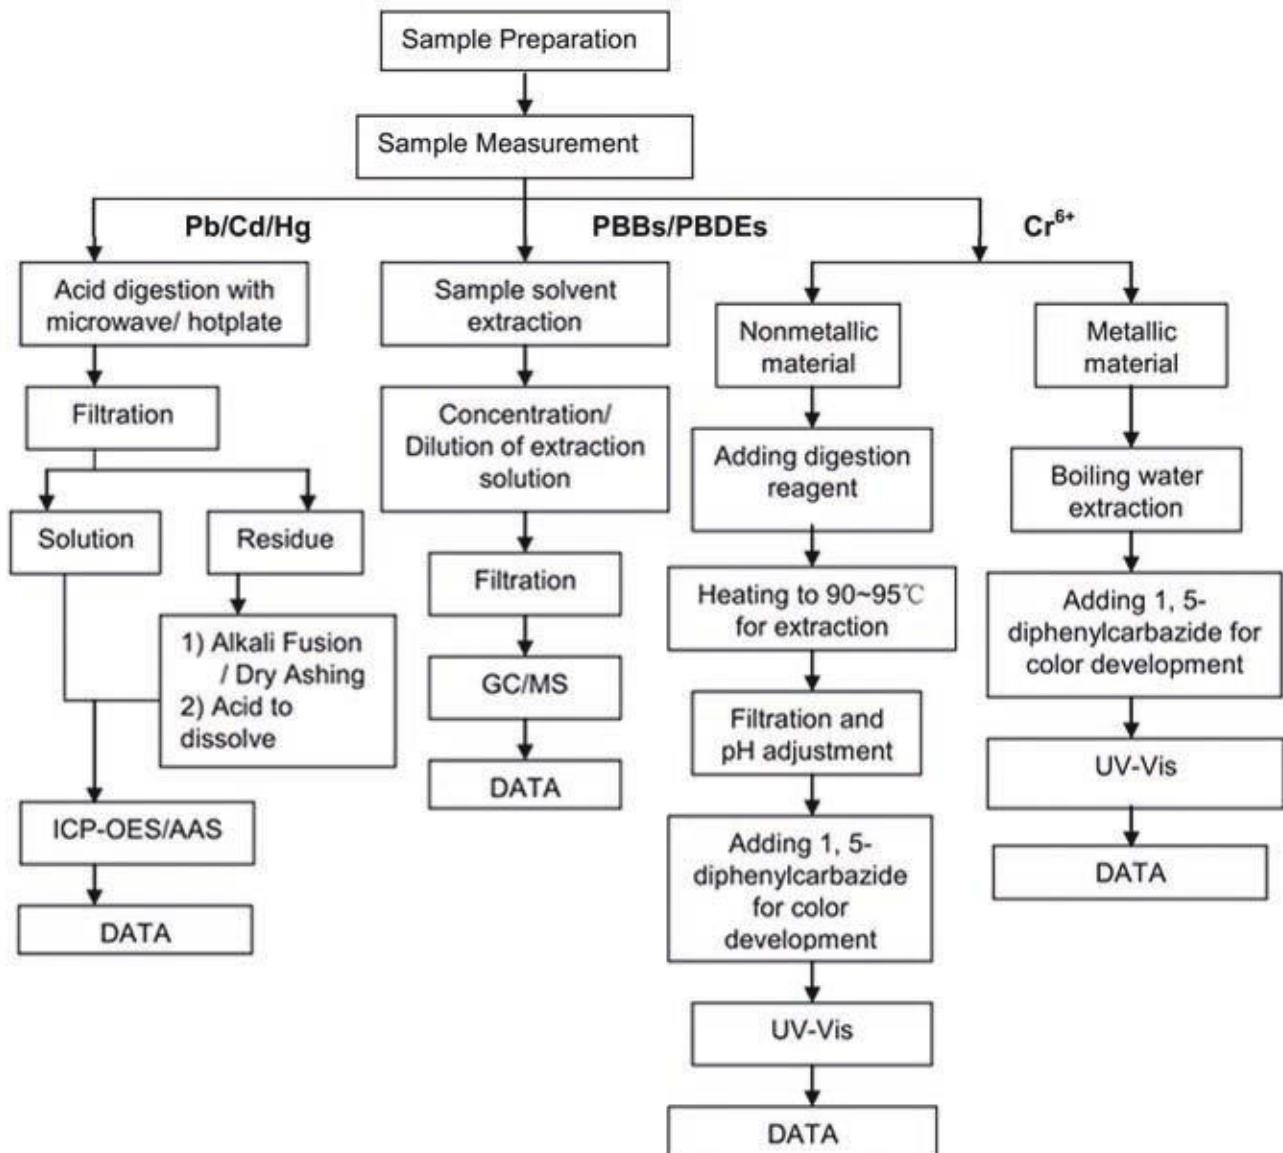 Sample Preparation
Sample Measurement
Pb/Cd/Hg
PBBs/PBDEs
Cr⁶⁺
Acid digestion with
microwave/ hotplate
Filtration
Solution
Residue
1) Alkali Fusion
/ Dry Ashing
2) Acid to
dissolve
ICP-OES/AAS
DATA
Sample solvent
extraction
Concentration/
Dilution of extraction
solution
Filtration
GC/MS
DATA
Nonmetallic
material
Adding digestion
reagent
Heating to 90~95℃
for extraction
Filtration and
pH adjustment
Adding 1, 5-
diphenylcarbazide
for color
development
UV-Vis
DATA
Metallic
material
Boiling water
extraction
Adding 1, 5-
diphenylcarbazide for
color development
UV-Vis
DATA